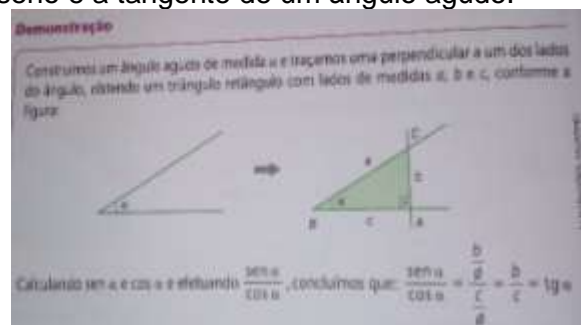 seno e a tangente de um ângulo agudo.
Demonstração
Construímos um ângulo agudo de medida α e traçamos uma perpendicular a um dos lados
do ângulo, obtendo um triângulo retângulo com lados de medidas a, b e c, conforme a
figura:
C
a
α
α
B
c
A
Calculando sen α e cos α e efetuando sen α / cos α, concluímos que: sen α / cos α = (b/a) / (c/a) = b/c = tg α